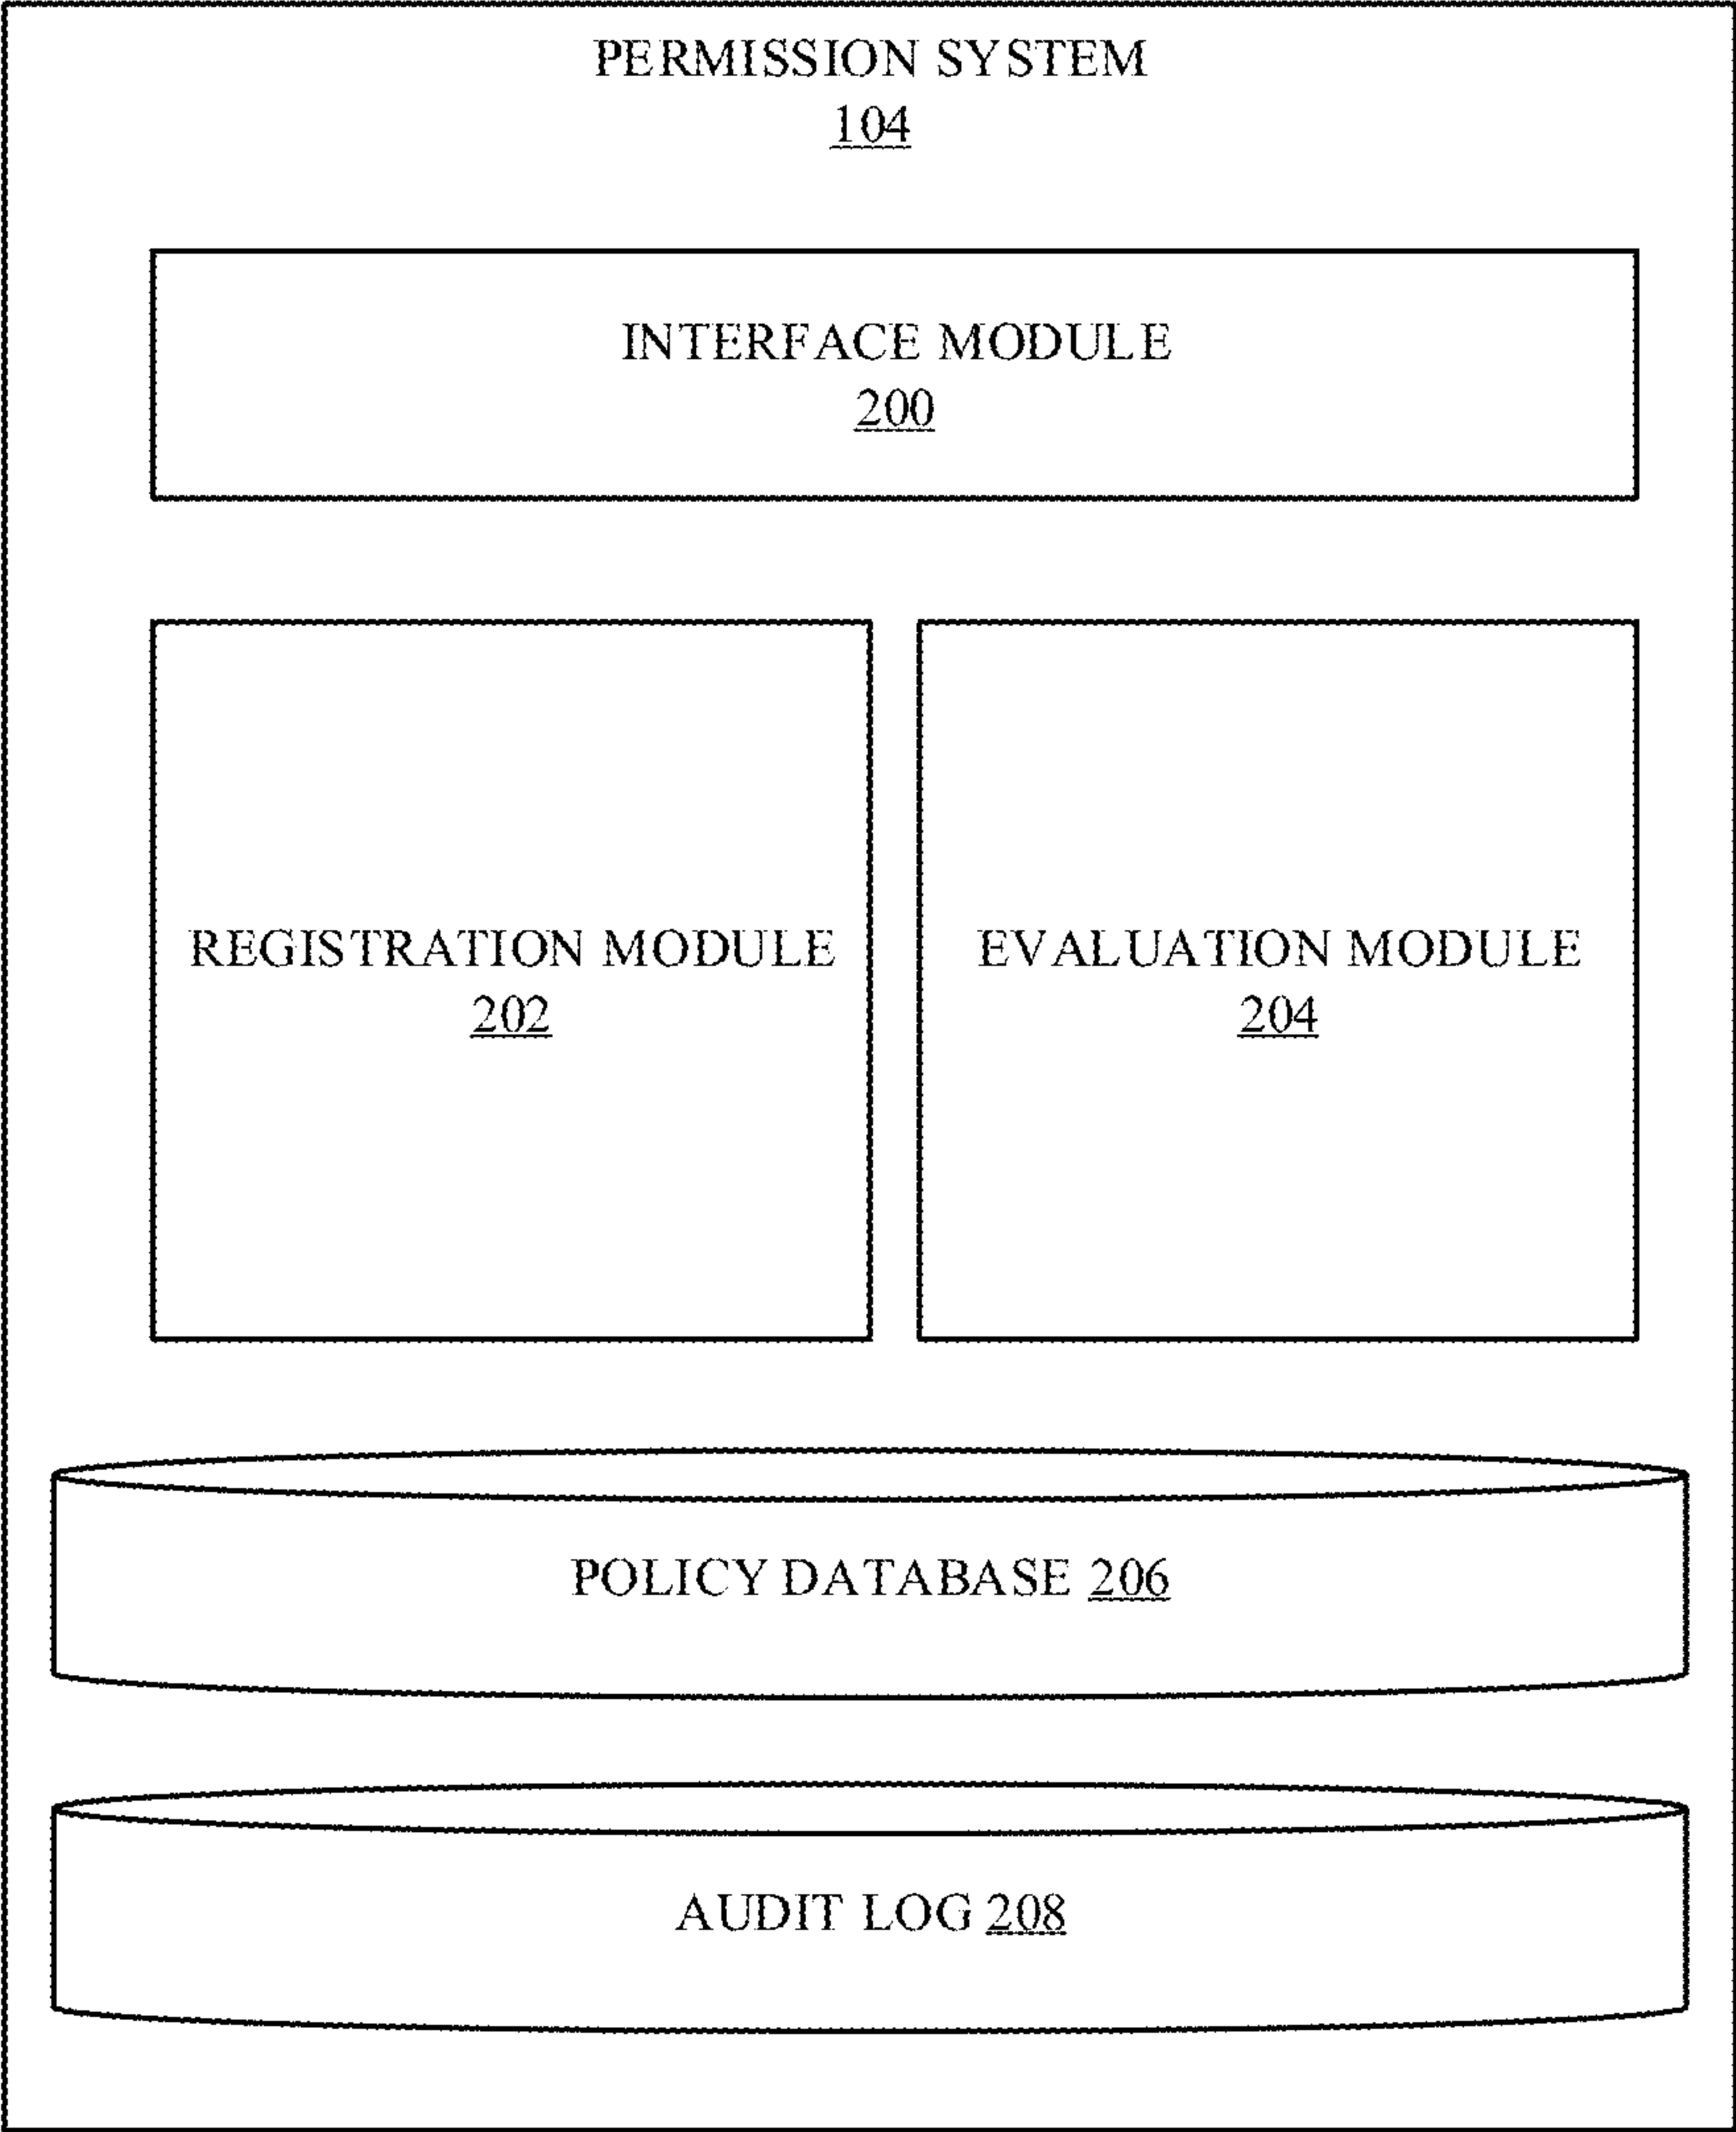 PERMISSION SYSTEM
104
INTERFACE MODULE
200
REGISTRATION MODULE
202
EVALUATION MODULE
204
POLICY DATABASE 206
AUDIT LOG 208